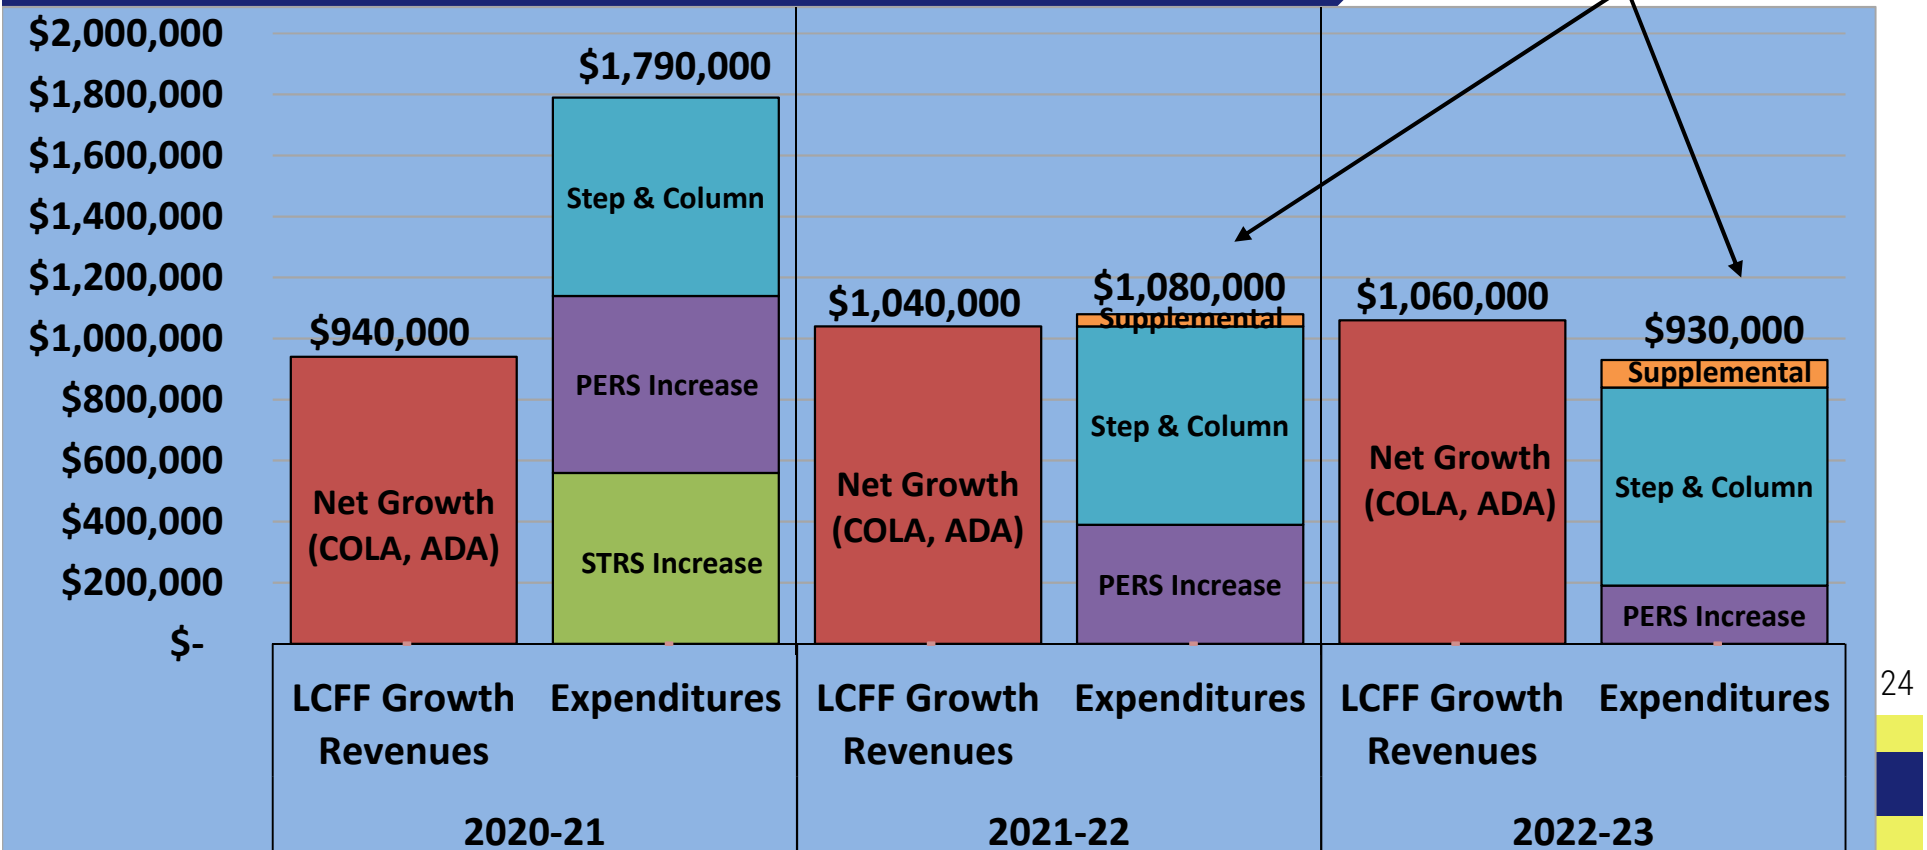 $2,000,000
$1,800,000
$1,600,000
$1,400,000
$1,200,000
$1,000,000
$800,000
$600,000
$400,000
$200,000
$-
$940,000
Net Growth
(COLA, ADA)
$1,790,000
Step & Column
PERS Increase
STRS Increase
$1,040,000
Net Growth
(COLA, ADA)
$1,080,000
Supplemental
Step & Column
PERS Increase
$1,060,000
Net Growth
(COLA, ADA)
$930,000
Supplemental
Step & Column
PERS Increase
LCFF Growth
Revenues
Expenditures
LCFF Growth
Revenues
Expenditures
LCFF Growth
Revenues
Expenditures
2020-21
2021-22
2022-23
24